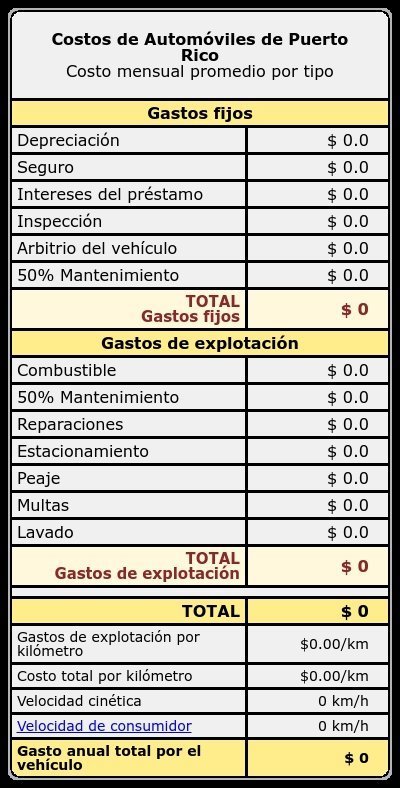 Costos de Automóviles de Puerto
Rico
Costo mensual promedio por tipo
Gastos fijos
Depreciación $ 0.0
Seguro $ 0.0
Intereses del préstamo $ 0.0
Inspección $ 0.0
Arbitrio del vehículo $ 0.0
50% Mantenimiento $ 0.0
TOTAL
Gastos fijos $ 0
Gastos de explotación
Combustible $ 0.0
50% Mantenimiento $ 0.0
Reparaciones $ 0.0
Estacionamiento $ 0.0
Peaje $ 0.0
Multas $ 0.0
Lavado $ 0.0
TOTAL
Gastos de explotación $ 0
TOTAL $ 0
Gastos de explotación por
kilómetro $0.00/km
Costo total por kilómetro $0.00/km
Velocidad cinética 0 km/h
Velocidad de consumidor 0 km/h
Gasto anual total por el
vehículo $ 0